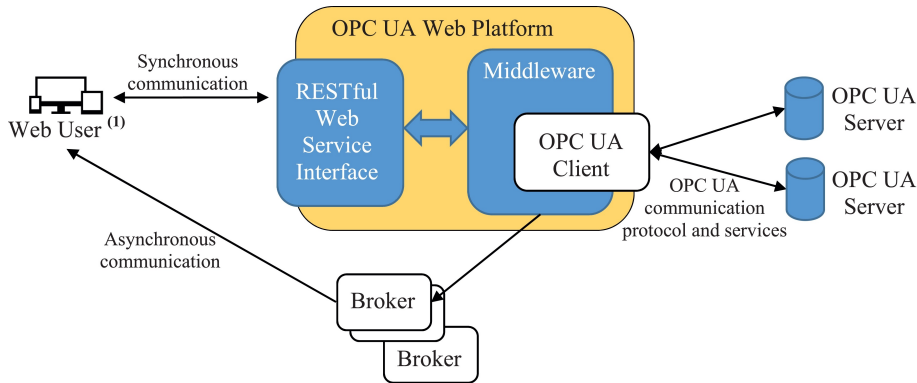 OPC UA Web Platform
Synchronous
communication
Web User (1)
RESTful
Web
Service
Interface
Middleware
OPC UA
Client
OPC UA
Server
OPC UA
Server
OPC UA
communication
protocol and services
Asynchronous
communication
Broker
Broker